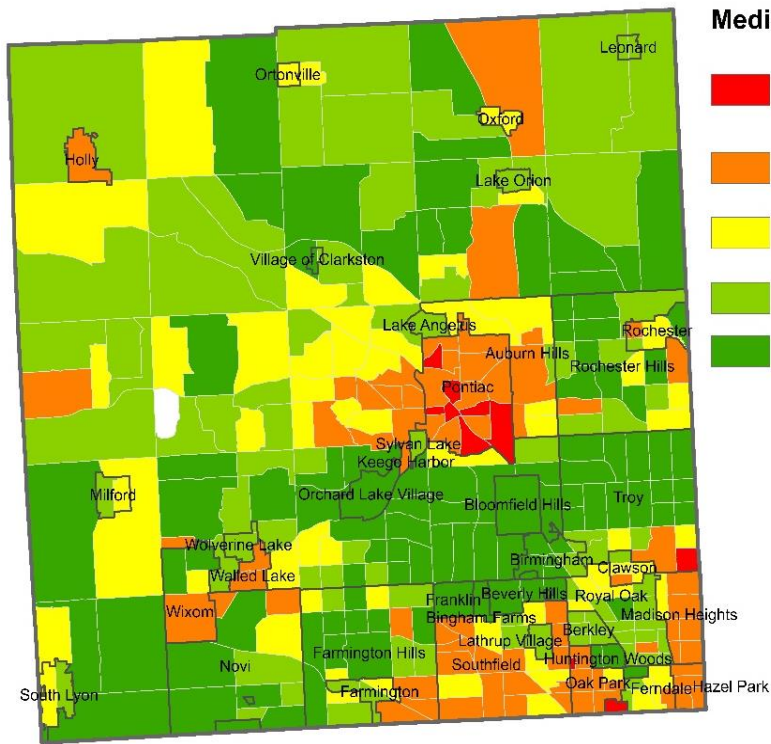 Medi
Leonard
Ortonville
Oxford
Holly
Lake Orion
Village of Clarkston
Lake Angelus
Rochester
Auburn Hills
Rochester Hills
Pontiac
Sylvan Lake
Keego Harbor
Milford
Orchard Lake Village
Bloomfield Hills
Troy
Wolverine Lake
Birmingham
Walled Lake
Clawson
Franklin
Beverly Hills
Royal Oak
Wixom
Bingham Farms
Madison Heights
Lathrup Village
Berkley
Farmington Hills
Novi
Southfield
Huntington Woods
South Lyon
Farmington
Oak Park
Ferndale
Hazel Park